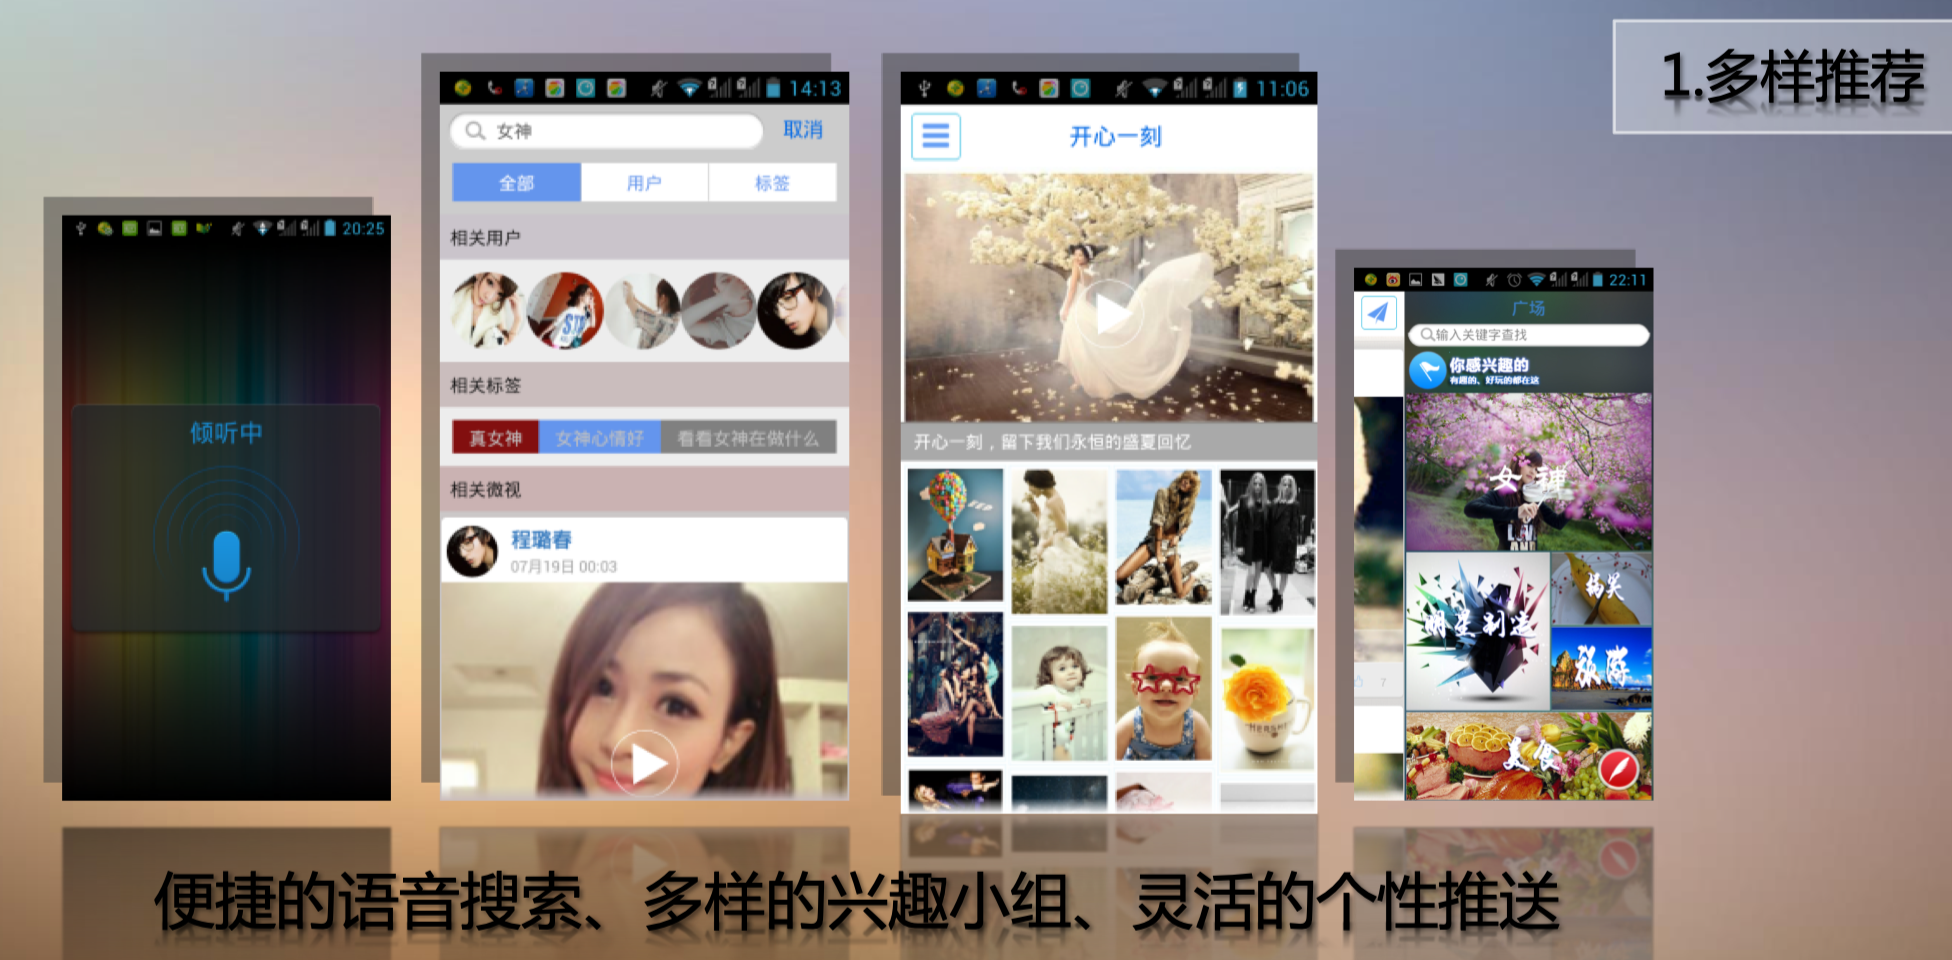 1.多样推荐
20:25
倾听中
14:13
女神
取消
全部
用户
标签
相关用户
相关标签
真女神
女神心情好
看看女神在做什么
相关微视
程璐春
07月19日 00:03
11:06
开心一刻
开心一刻，留下我们永恒的盛夏回忆
HERSHEY
22:11
广场
输入关键字查找
你感兴趣的
有趣的、好玩的都在这
女神
明星制造
搞笑
旅游
美食
7
便捷的语音搜索、多样的兴趣小组、灵活的个性推送